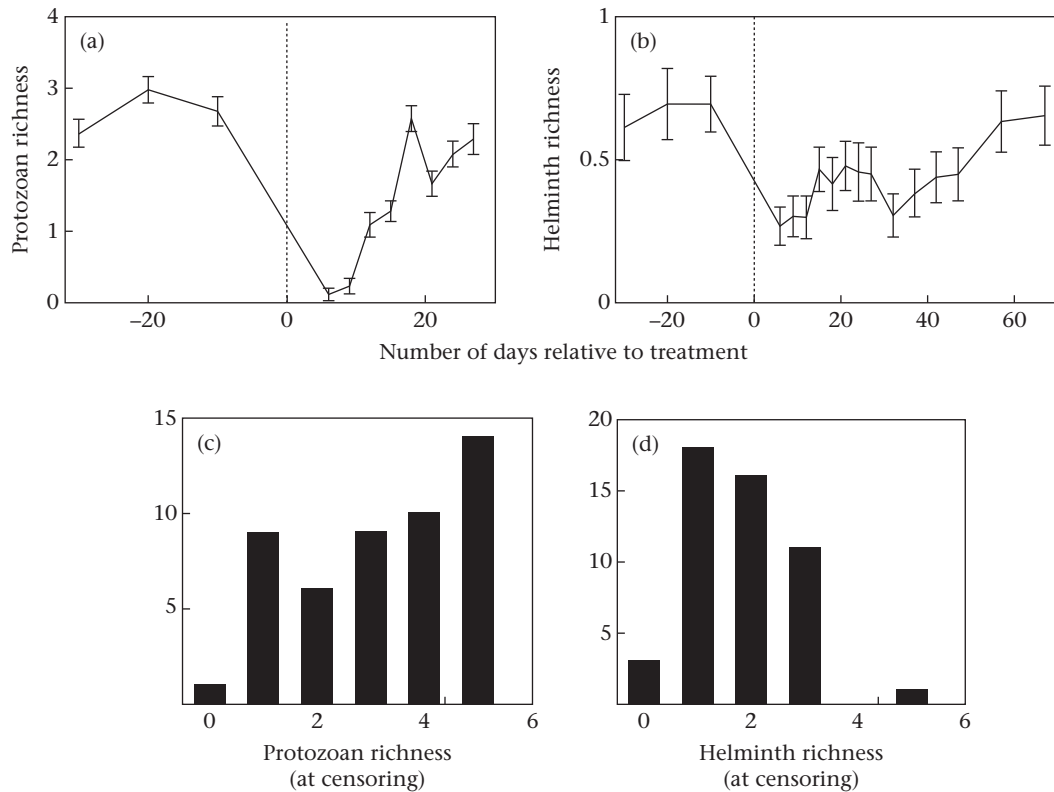 4
(a)
3
2
1
0
Protozoan richness
−20
0
20
1
(b)
0.5
0
Helminth richness
−20
0
20
40
60
Number of days relative to treatment
15
(c)
10
5
0
2
4
6
Protozoan richness
(at censoring)
20
(d)
15
10
5
0
2
4
6
Helminth richness
(at censoring)